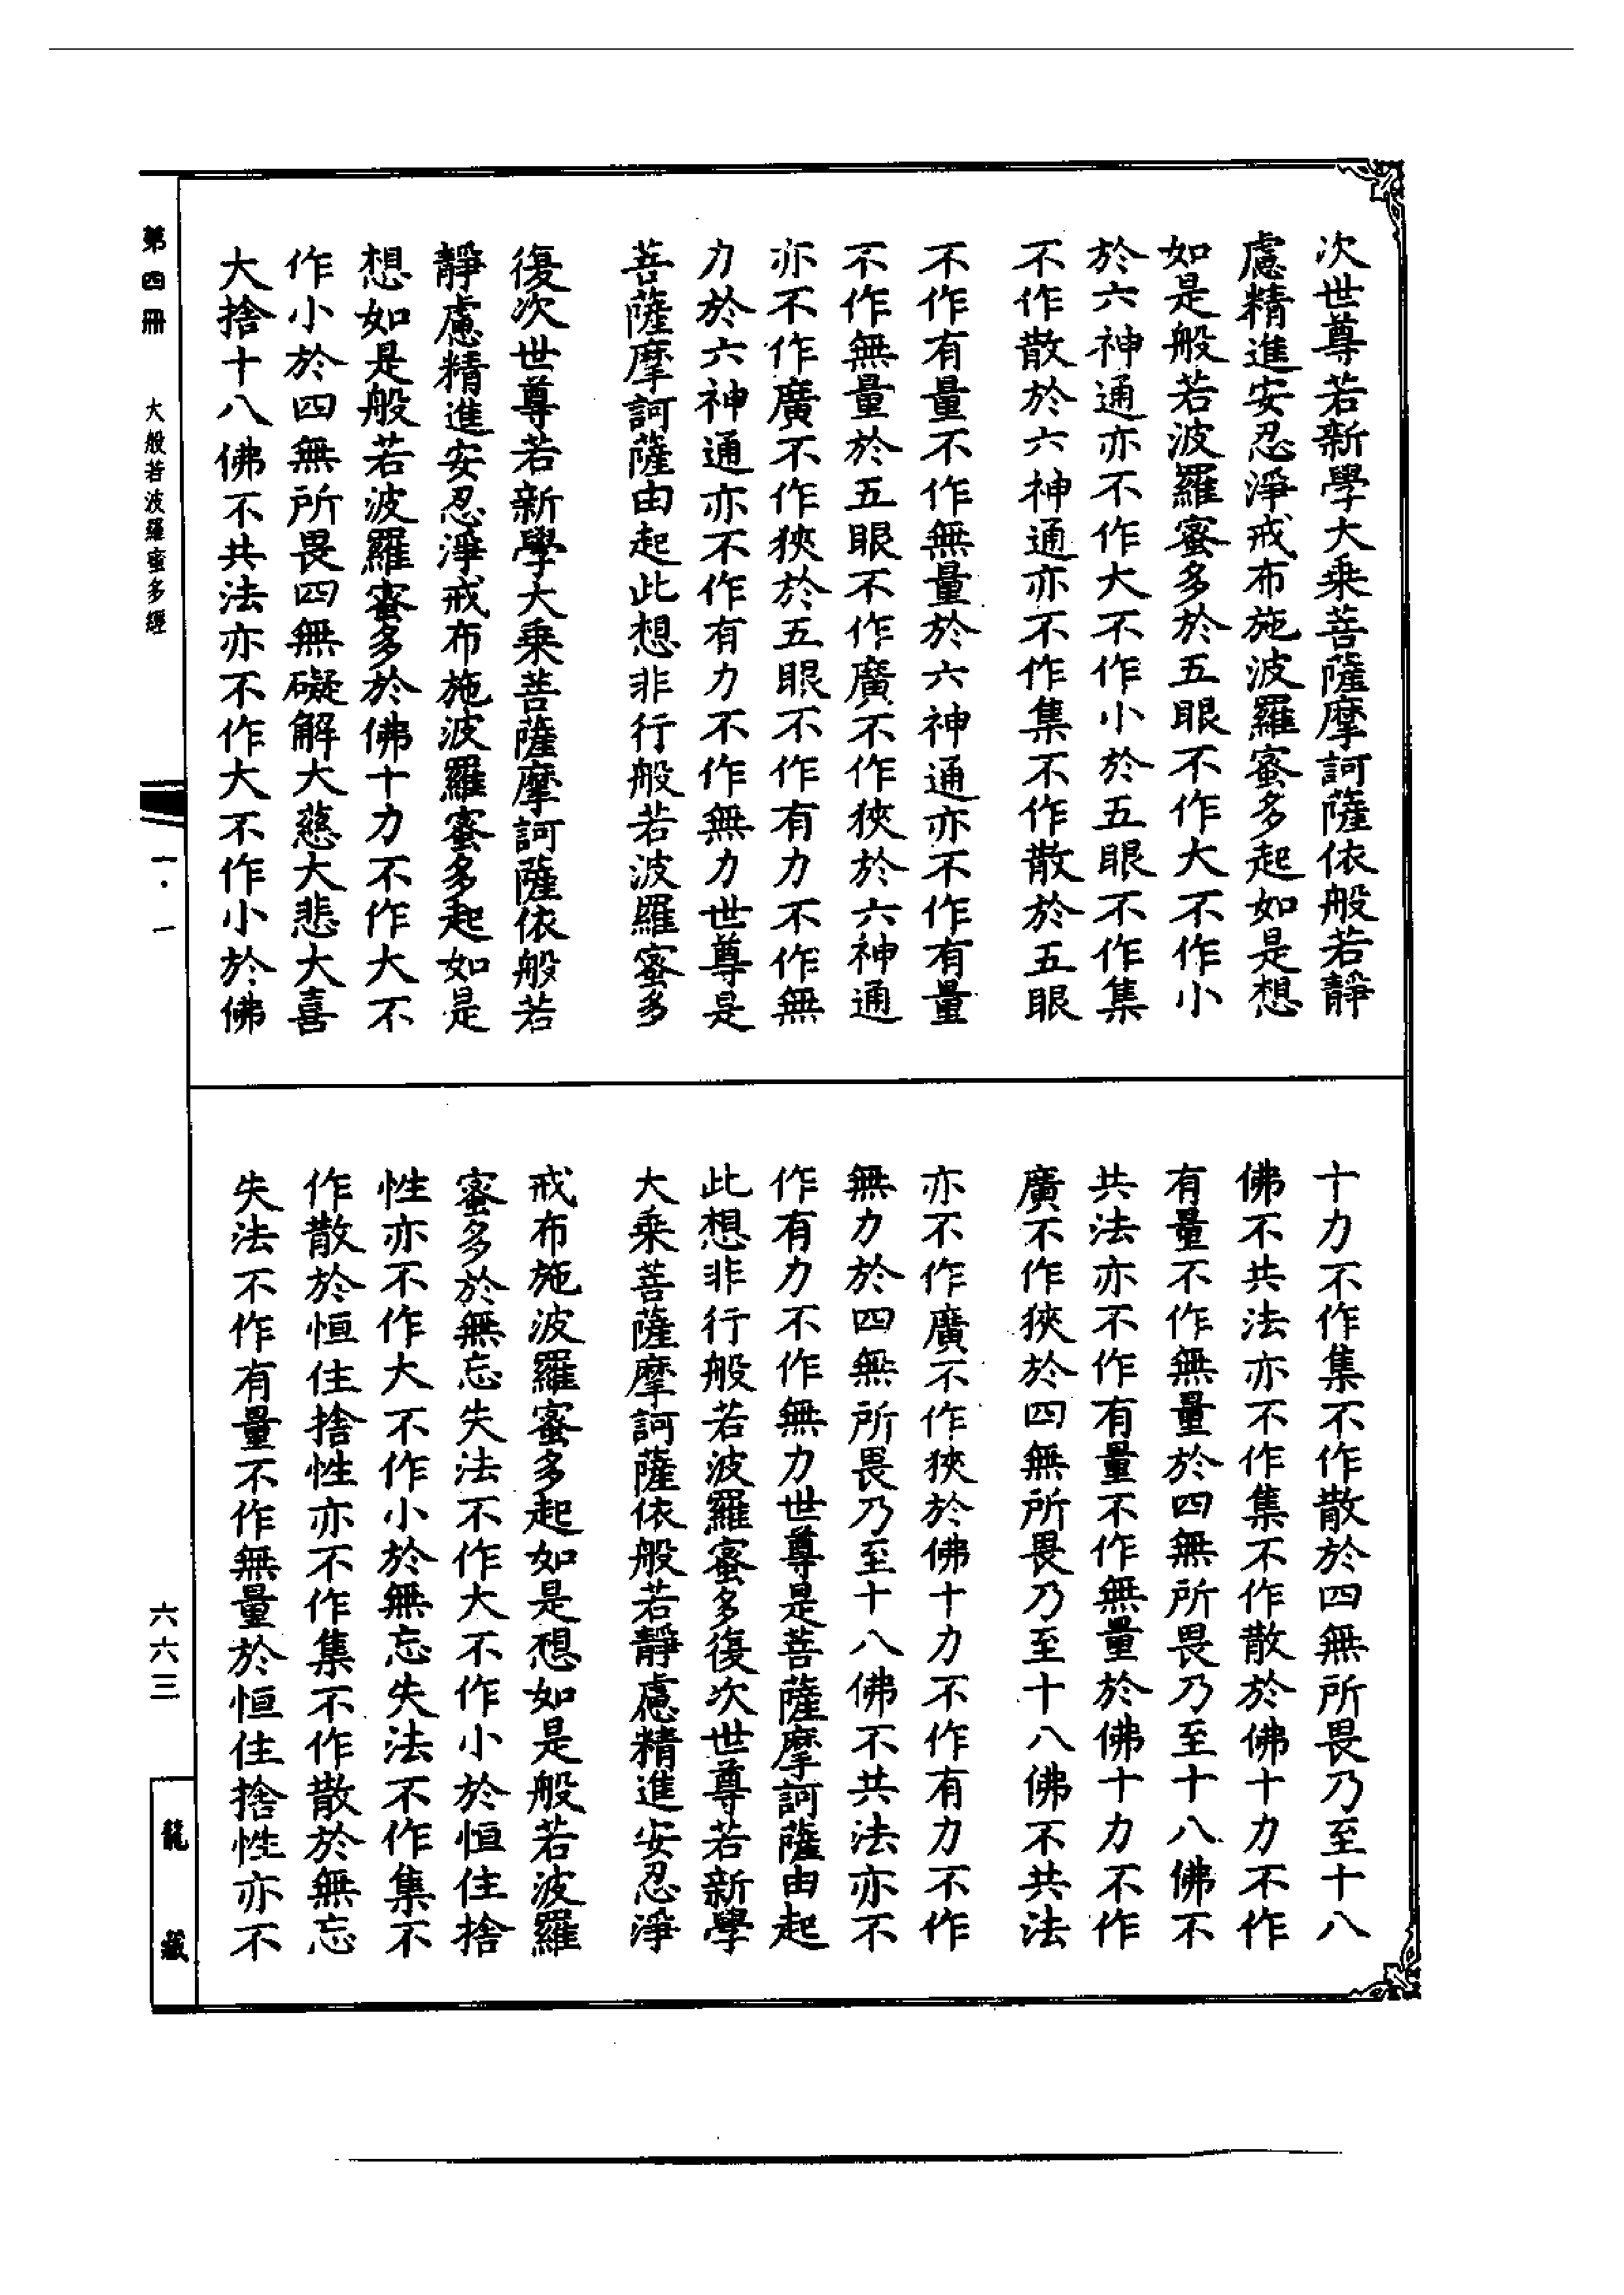 次世尊若新學大乗菩薩摩訶薩依般若靜
慮精進安忍淨戒布施波羅蜜多起如是想
如是般若波羅蜜多於五眼不作大不作小
於六神通亦不作大不作小於五眼不作集
不作散於六神通亦不作集不作散於五眼
不作有量不作無量於六神通亦不作有量
不作無量於五眼不作廣不作狹於六神通
亦不作廣不作狹於五眼不作有力不作無
力於六神通亦不作有力不作無力世尊是
菩薩摩訶薩由起此想非行般若波羅蜜多
復次世尊若新學大乗菩薩摩訶薩依般若
靜慮精進安忍淨戒布施波羅蜜多起如是
想如是般若波羅蜜多於佛十力不作大不
作小於四無所畏四無礙解大慈大悲大喜
大捨十八佛不共法亦不作大不作小於佛
十力不作集不作散於四無所畏乃至十八
佛不共法亦不作集不作散於佛十力不作
有量不作無量於四無所畏乃至十八佛不
共法亦不作有量不作無量於佛十力不作
廣不作狹於四無所畏乃至十八佛不共法
亦不作廣不作狹於佛十力不作有力不作
無力於四無所畏乃至十八佛不共法亦不
作有力不作無力世尊是菩薩摩訶薩由起
此想非行般若波羅蜜多復次世尊若新學
大乗菩薩摩訶薩依般若靜慮精進安忍淨
戒布施波羅蜜多起如是想如是般若波羅
蜜多於無忘失法不作大不作小於恒住捨
性亦不作大不作小於無忘失法不作集不
作散於恒住捨性亦不作集不作散於無忘
失法不作有量不作無量於恒住捨性亦不
第四冊 大般若波羅蜜多經 一·一 六六三 龍藏